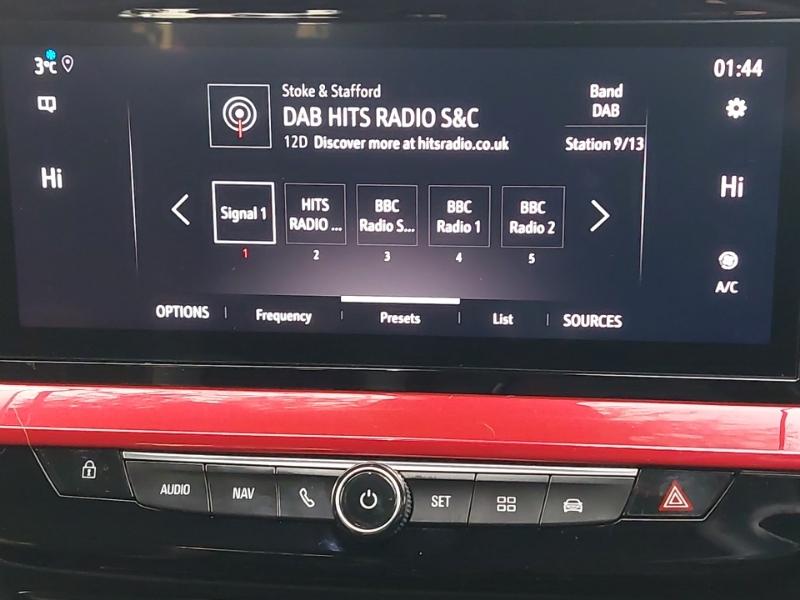 3°C
01:44
Stoke & Stafford
DAB HITS RADIO S&C
12D Discover more at hitsradio.co.uk
Band
DAB
Station 9/13
Hi
Hi
Signal 1
HITS
RADIO ...
BBC
Radio S...
BBC
Radio 1
BBC
Radio 2
1
2
3
4
5
A/C
OPTIONS
Frequency
Presets
List
SOURCES
AUDIO
NAV
SET